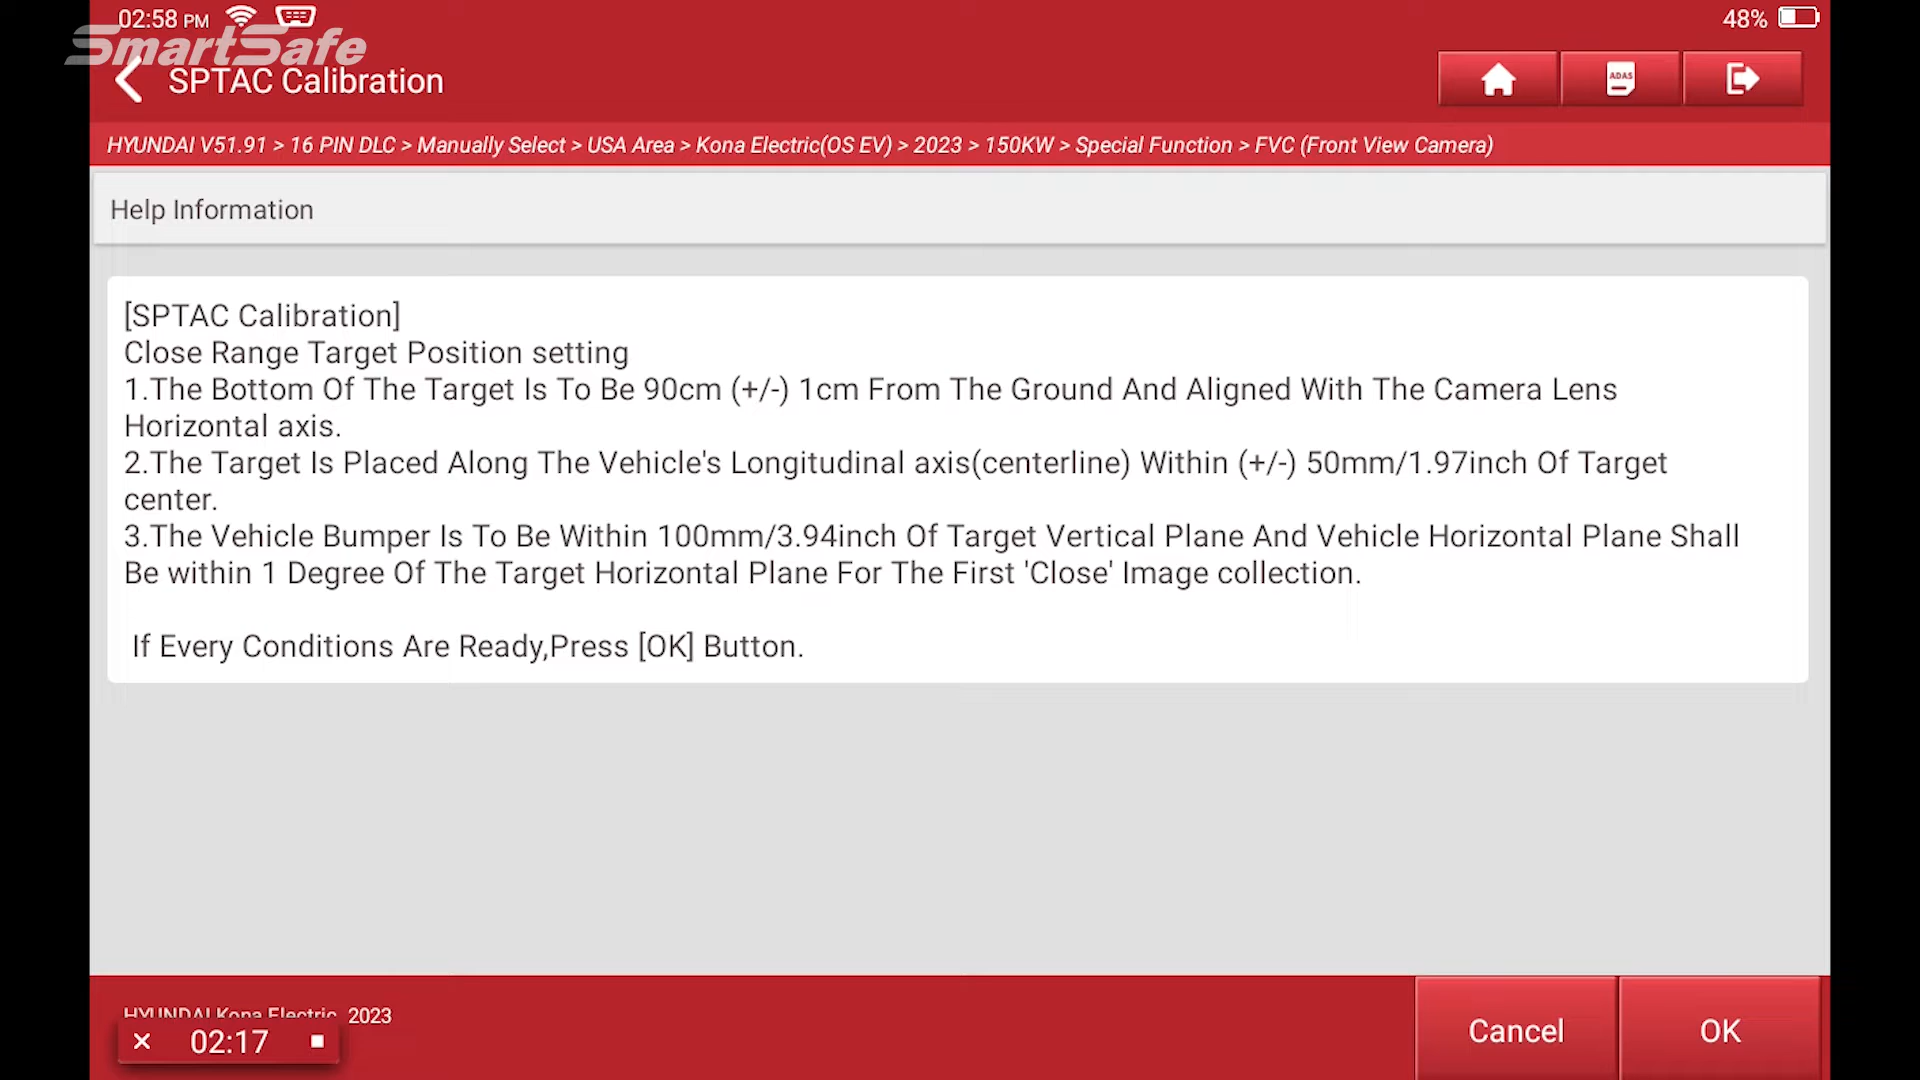 02:58 PM
48%
SmartSafe
SPTAC Calibration
ADAS
HYUNDAI V51.91 > 16 PIN DLC > Manually Select > USA Area > Kona Electric(OS EV) > 2023 > 150KW > Special Function > FVC (Front View Camera)
Help Information
[SPTAC Calibration]
Close Range Target Position setting
1.The Bottom Of The Target Is To Be 90cm (+/-) 1cm From The Ground And Aligned With The Camera Lens
Horizontal axis.
2.The Target Is Placed Along The Vehicle's Longitudinal axis(centerline) Within (+/-) 50mm/1.97inch Of Target
center.
3.The Vehicle Bumper Is To Be Within 100mm/3.94inch Of Target Vertical Plane And Vehicle Horizontal Plane Shall
Be within 1 Degree Of The Target Horizontal Plane For The First 'Close' Image collection.
If Every Conditions Are Ready,Press [OK] Button.
HYUNDAI Kona Electric 2023
02:17
Cancel
OK